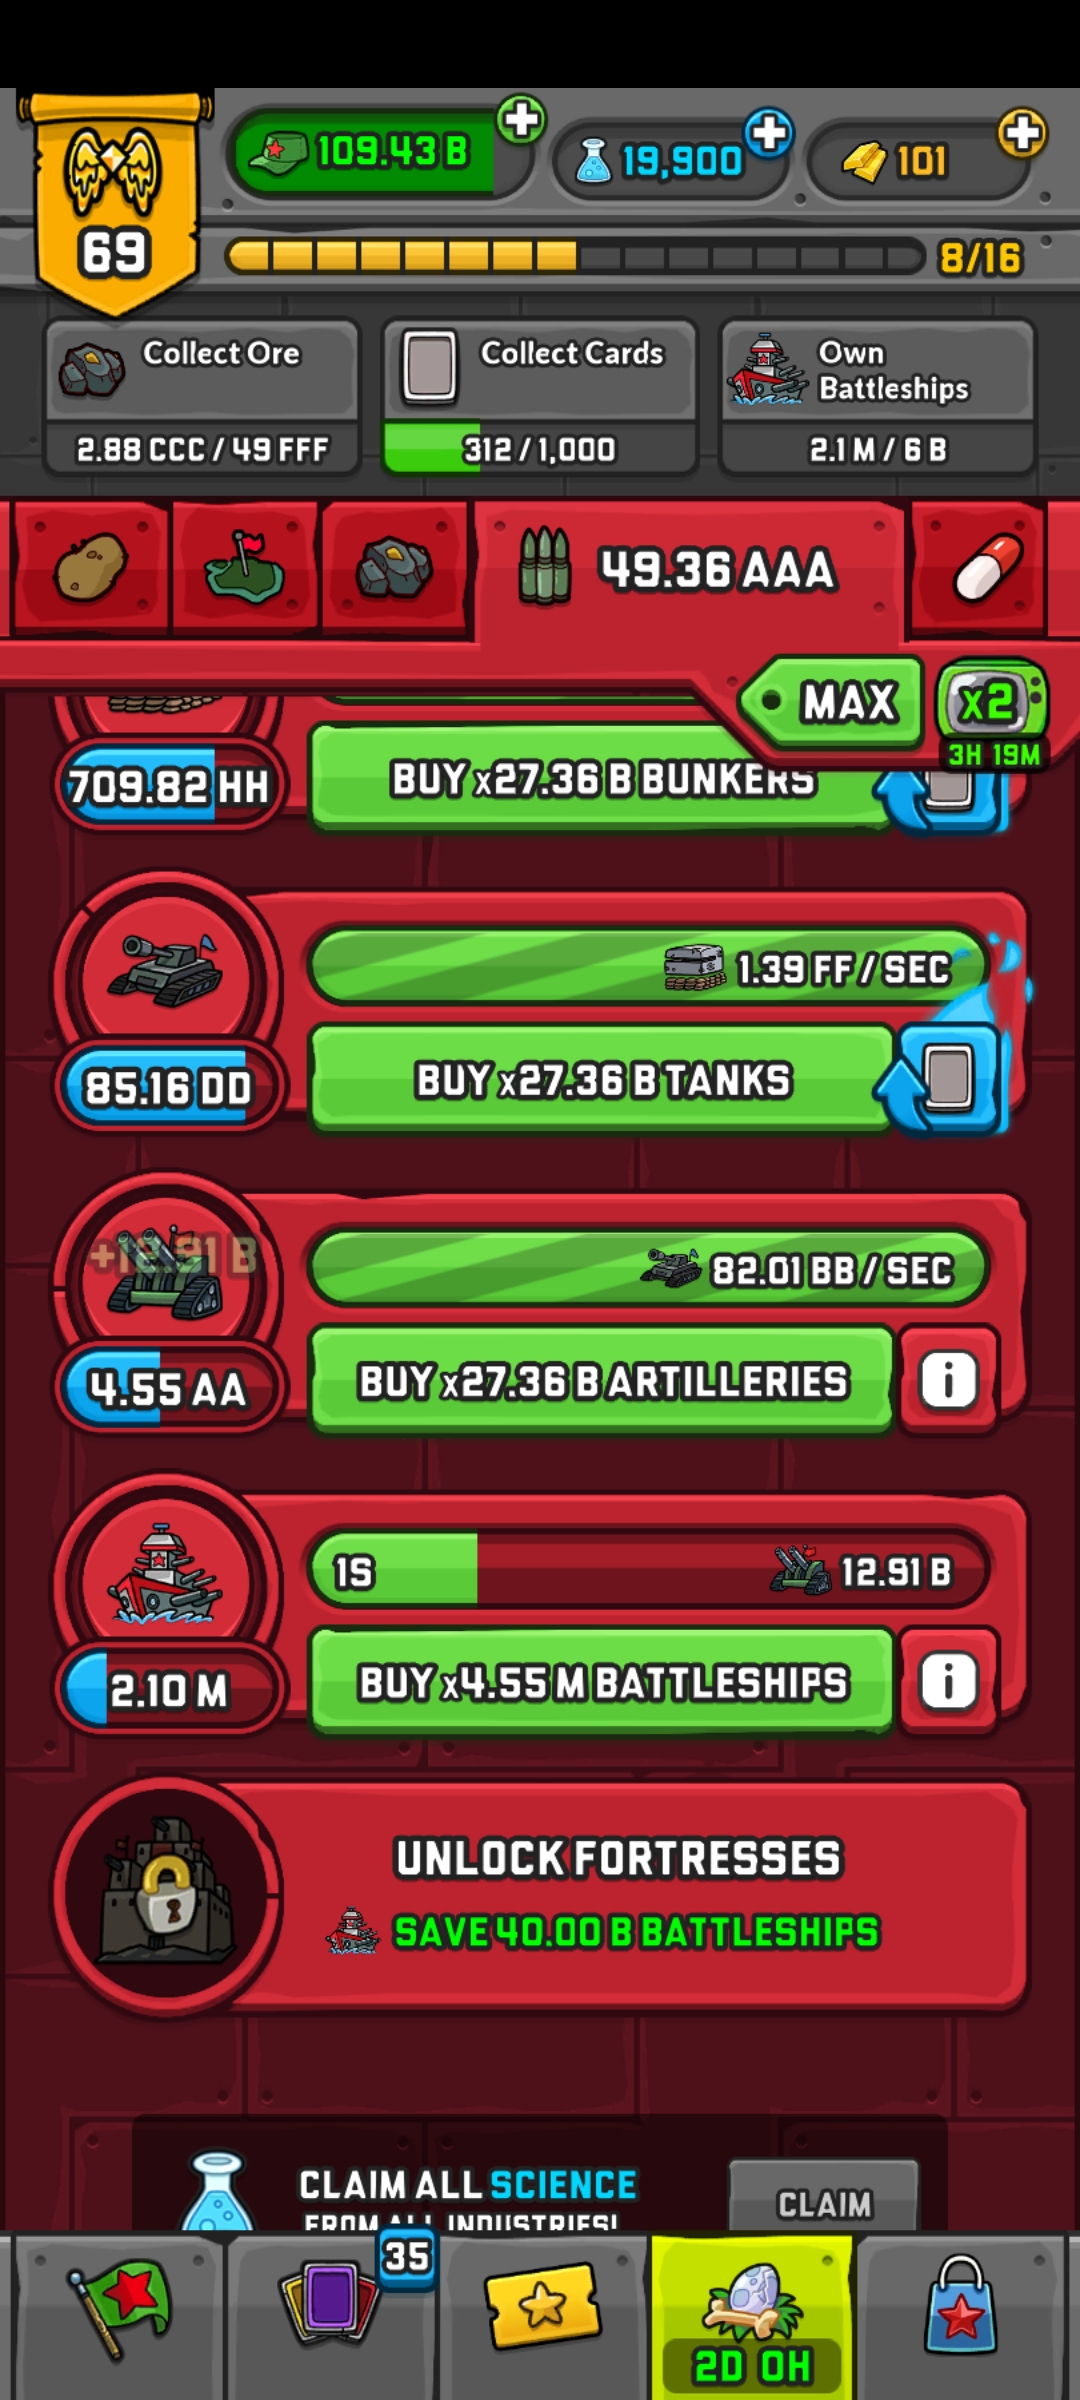 109.43 B
19,900
101
69
8/16
Collect Ore
2.88 CCC / 49 FFF
Collect Cards
312 / 1,000
Own
Battleships
2.1 M / 6 B
49.36 AAA
MAX
x2
3H 19M
709.82 HH
BUY x27.36 B BUNKERS
1.39 FF / SEC
85.16 DD
BUY x27.36 B TANKS
+12.91 B
82.01 BB / SEC
4.55 AA
BUY x27.36 B ARTILLERIES
i
1S
12.91 B
2.10 M
BUY x4.55 M BATTLESHIPS
i
UNLOCK FORTRESSES
SAVE 40.00 B BATTLESHIPS
CLAIM ALL SCIENCE
FROM ALL INDUSTRIES!
CLAIM
35
2D 0H